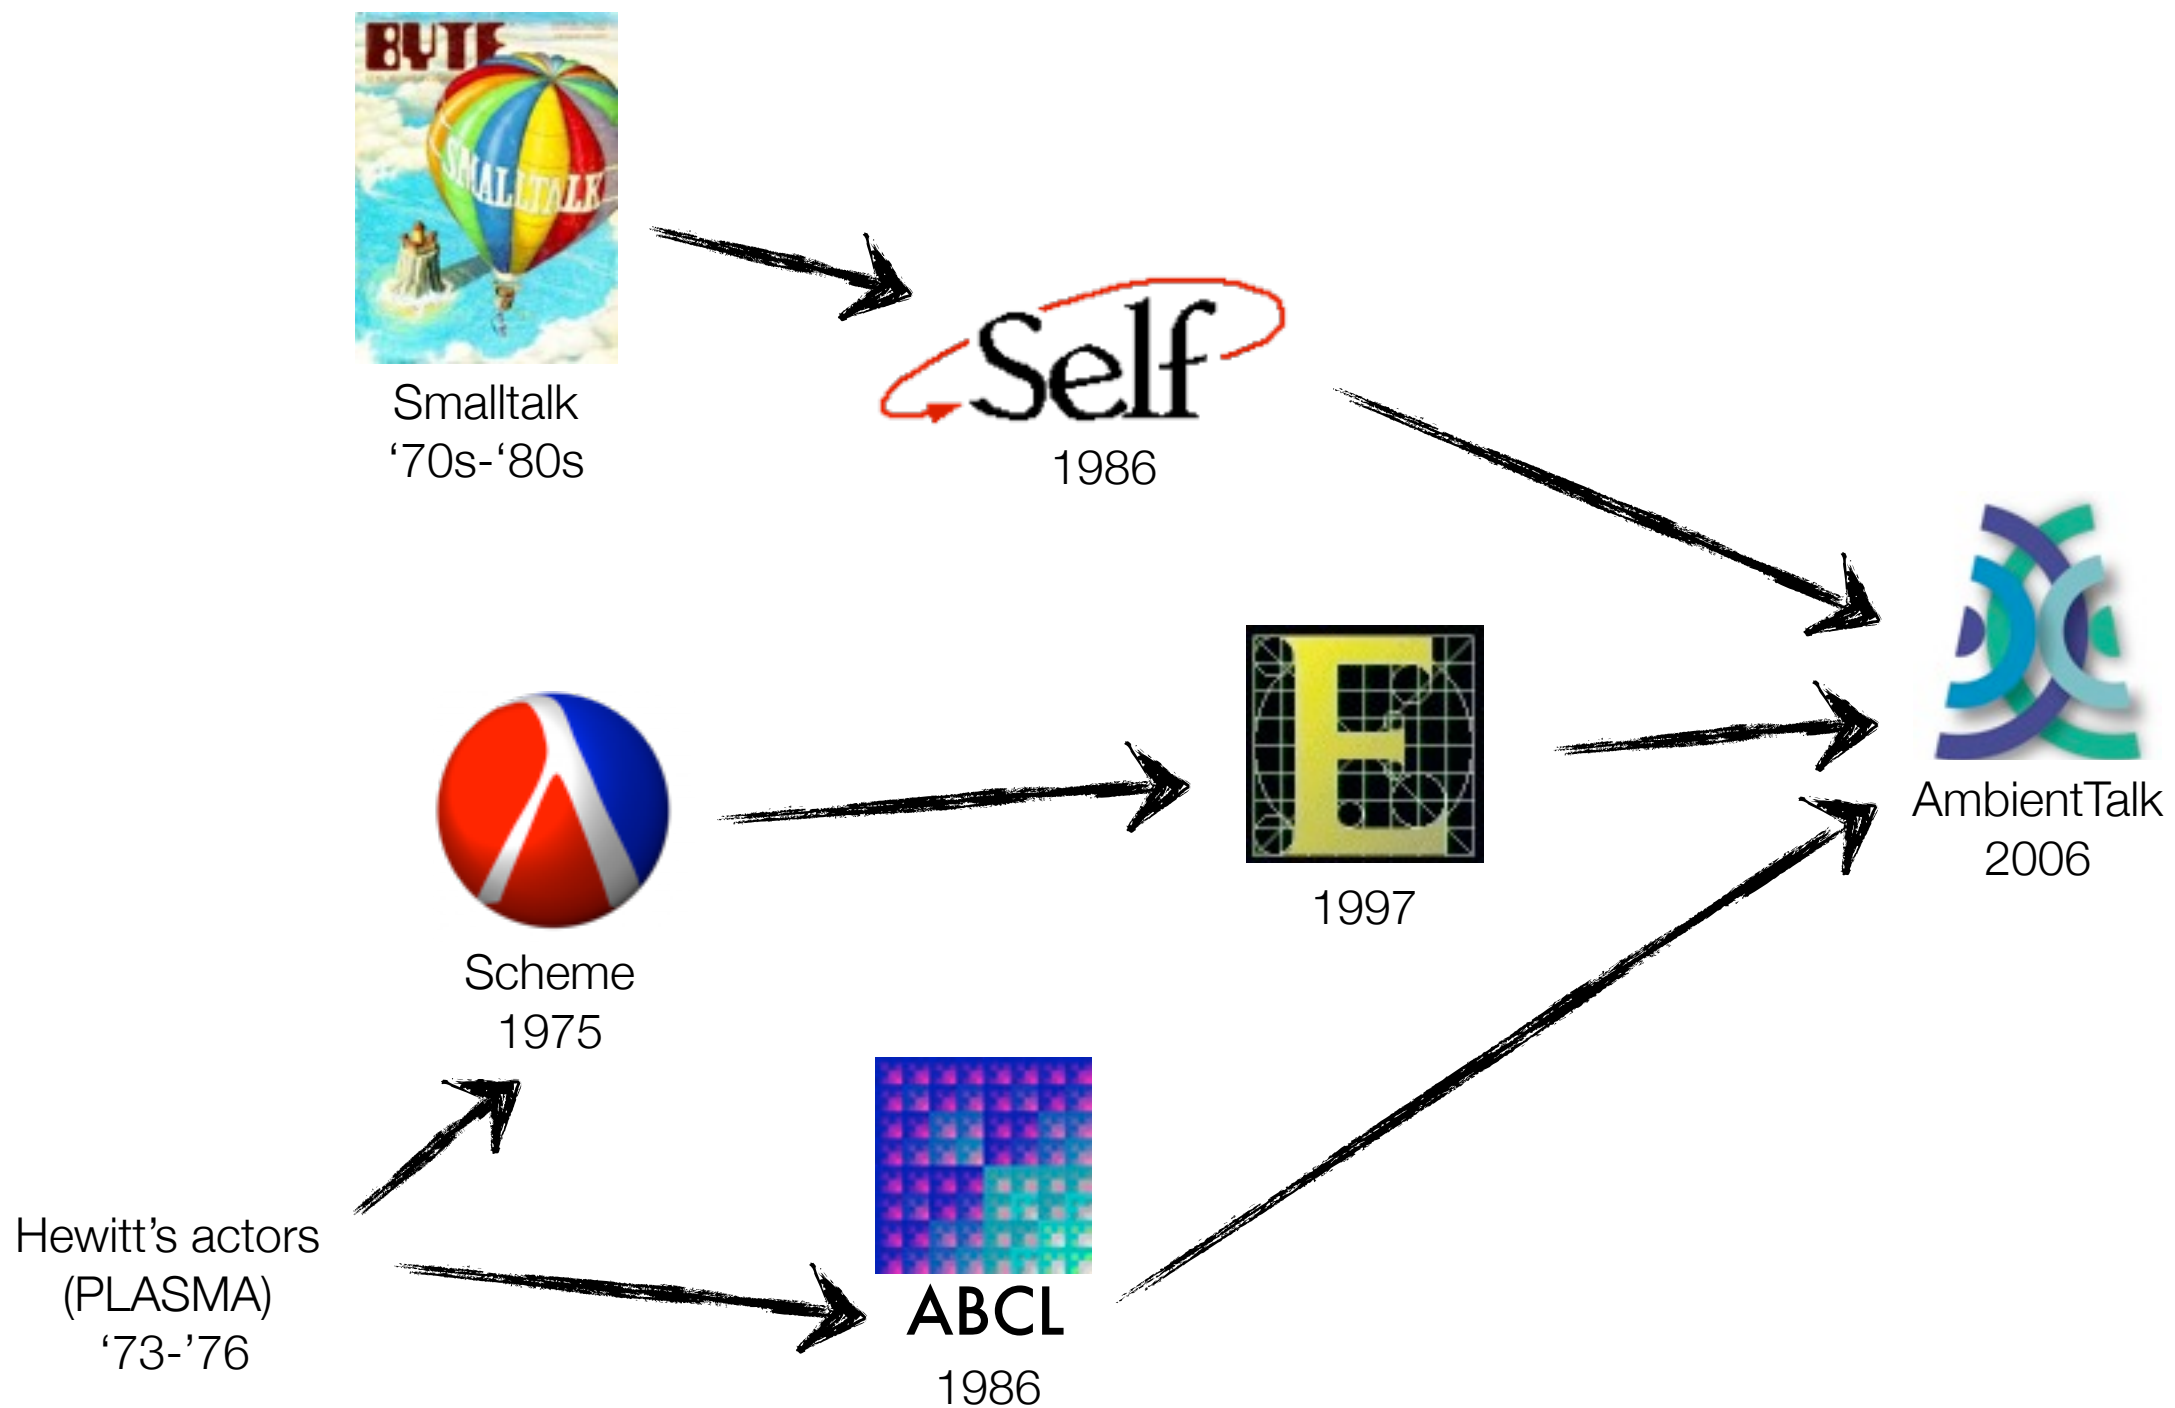 BYTE
SMALLTALK
Smalltalk
‘70s-‘80s
Self
1986
E
1997
AmbientTalk
2006
Scheme
1975
Hewitt’s actors
(PLASMA)
‘73-’76
ABCL
1986